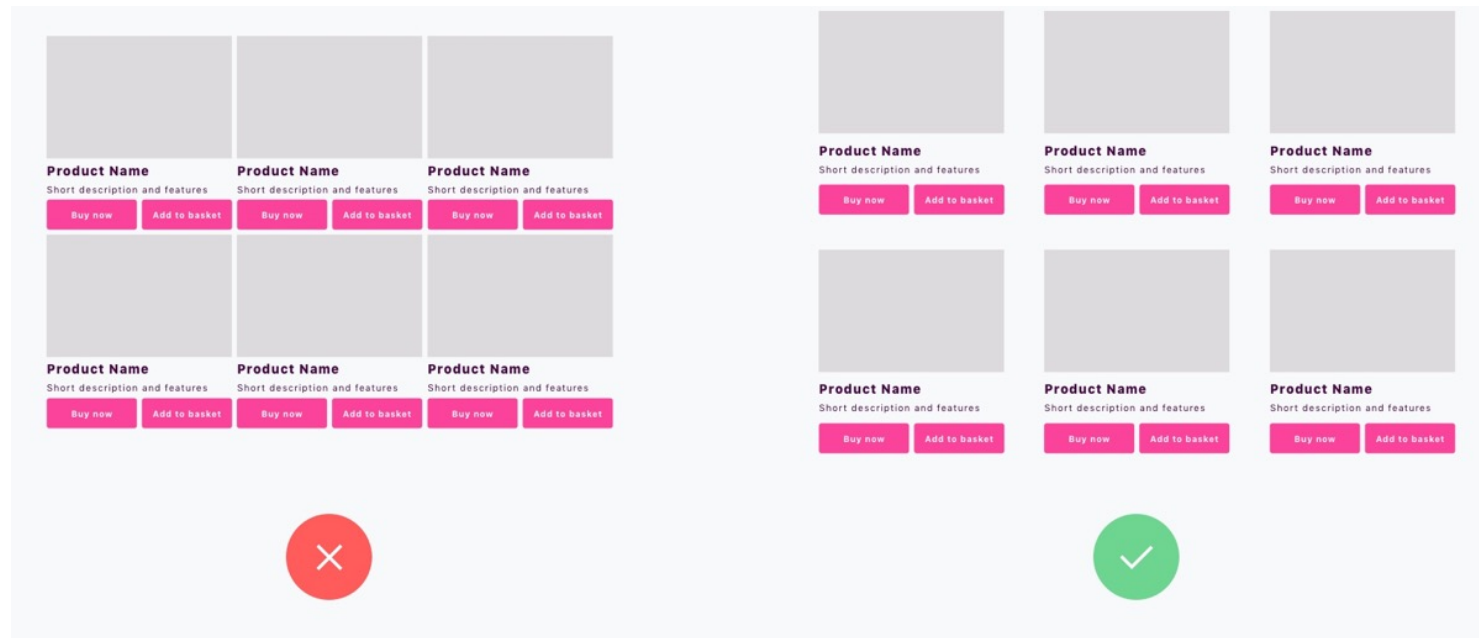 Product Name Product Name Product Name
Short description and features Short description and features Short description and features
Buy now Add to basket Buy now Add to basket Buy now Add to basket
Product Name Product Name Product Name
Short description and features Short description and features Short description and features
Buy now Add to basket Buy now Add to basket Buy now Add to basket
Product Name Product Name Product Name
Short description and features Short description and features Short description and features
Buy now Add to basket Buy now Add to basket Buy now Add to basket
Product Name Product Name Product Name
Short description and features Short description and features Short description and features
Buy now Add to basket Buy now Add to basket Buy now Add to basket